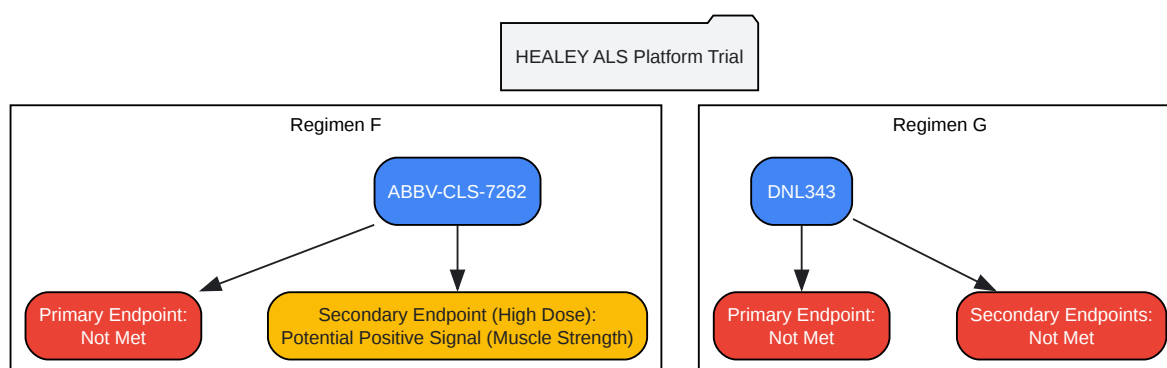 HEALEY ALS Platform Trial
Regimen F
ABBV-CLS-7262
Primary Endpoint:
Not Met
Secondary Endpoint (High Dose):
Potential Positive Signal (Muscle Strength)
Regimen G
DNL343
Primary Endpoint:
Not Met
Secondary Endpoints:
Not Met